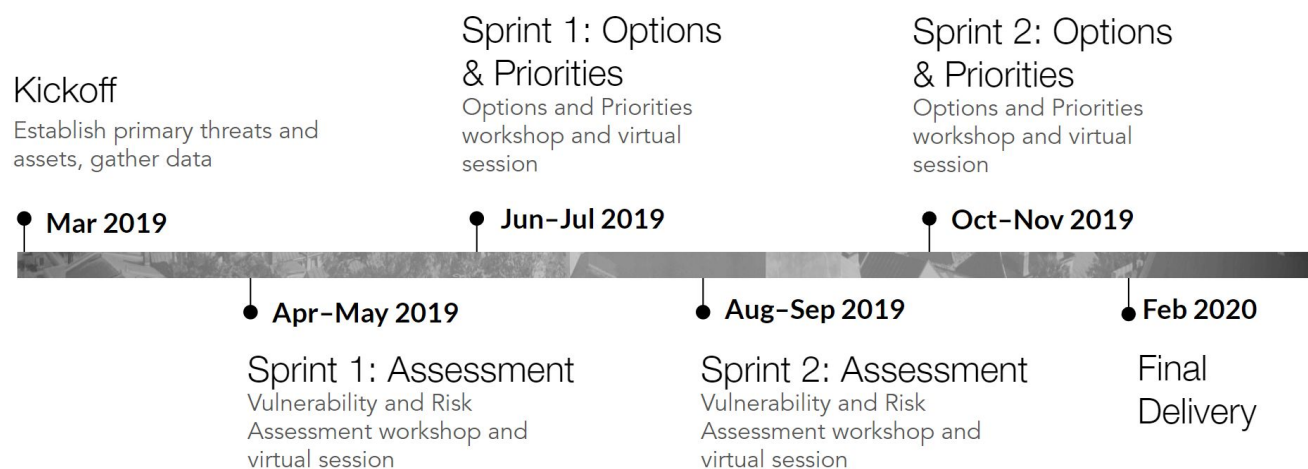 Kickoff
Establish primary threats and
assets, gather data
Mar 2019
Apr–May 2019
Sprint 1: Assessment
Vulnerability and Risk
Assessment workshop and
virtual session
Sprint 1: Options
& Priorities
Options and Priorities
workshop and virtual
session
Jun–Jul 2019
Aug–Sep 2019
Sprint 2: Assessment
Vulnerability and Risk
Assessment workshop and
virtual session
Sprint 2: Options
& Priorities
Options and Priorities
workshop and virtual
session
Oct–Nov 2019
Feb 2020
Final
Delivery